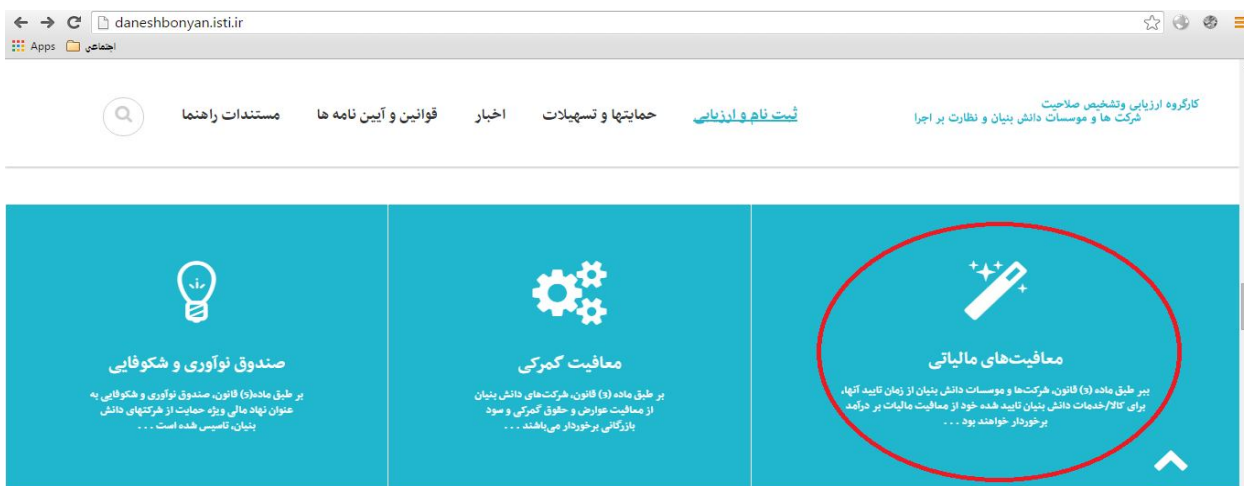 daneshbonyan.isti.ir
Apps
اجتماعی
کارگروه ارزیابی وتشخیص صلاحیت
شرکت ها و موسسات دانش بنیان و نظارت بر اجرا
ثبت نام و ارزیابی
حمایتها و تسهیلات
اخبار
قوانین و آیین نامه ها
مستندات راهنما
معافیت‌های مالیاتی
ببر طبق ماده (3) قانون، شرکت‌ها و موسسات دانش بنیان از زمان تایید آنها،
برای کالا/خدمات دانش بنیان تایید شده خود از معافیت مالیات بر درآمد
برخوردار خواهند بود . . .
معافیت گمرکی
بر طبق ماده (3) قانون، شرکت‌های دانش بنیان
از معافیت عوارض و حقوق گمرکی و سود
بازرگانی برخوردار می‌باشند . . .
صندوق نوآوری و شکوفایی
بر طبق ماده(5) قانون، صندوق نوآوری و شکوفایی به
عنوان نهاد مالی ویژه حمایت از شرکتهای دانش
بنیان، تاسیس شده است . . .